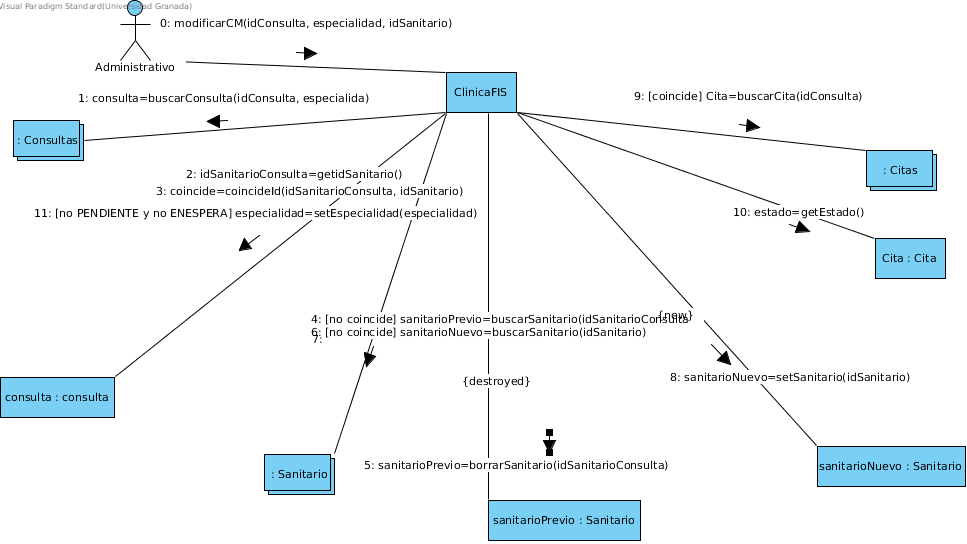 Visual Paradigm Standard(Universidad Granada)
0: modificarCM(idConsulta, especialidad, idSanitario)
Administrativo
ClinicaFIS
1: consulta=buscarConsulta(idConsulta, especialida)
9: [coincide] Cita=buscarCita(idConsulta)
: Consultas
: Citas
2: idSanitarioConsulta=getidSanitario()
3: coincide=coincideId(idSanitarioConsulta, idSanitario)
11: [no PENDIENTE y no ENESPERA] especialidad=setEspecialidad(especialidad)
10: estado=getEstado()
Cita : Cita
{new}
4: [no coincide] sanitarioPrevio=buscarSanitario(idSanitarioConsulta
6: [no coincide] sanitarioNuevo=buscarSanitario(idSanitario)
7:
8: sanitarioNuevo=setSanitario(idSanitario)
{destroyed}
consulta : consulta
5: sanitarioPrevio=borrarSanitario(idSanitarioConsulta)
: Sanitario
sanitarioNuevo : Sanitario
sanitarioPrevio : Sanitario